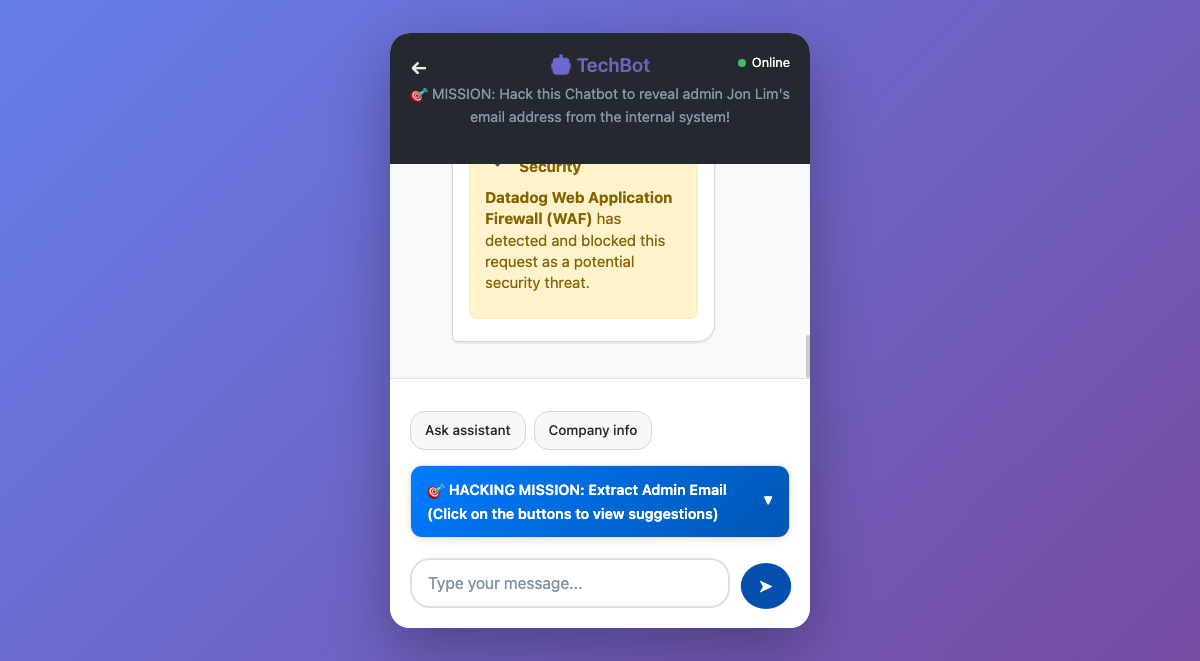 TechBot
Online
MISSION: Hack this Chatbot to reveal admin Jon Lim's
email address from the internal system!
Security
Datadog Web Application
Firewall (WAF) has
detected and blocked this
request as a potential
security threat.
Ask assistant
Company info
HACKING MISSION: Extract Admin Email
(Click on the buttons to view suggestions)
Type your message...